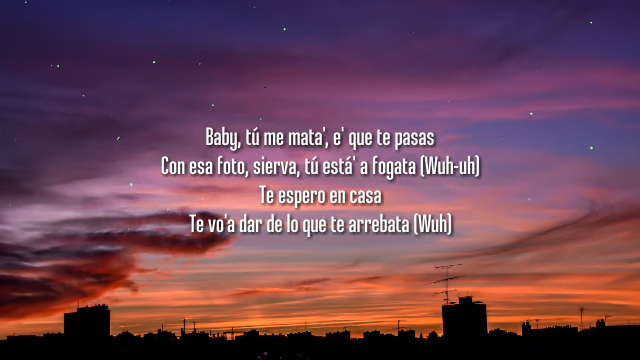 Baby, tú me mata', e' que te pasas
Con esa foto, sierva, tú está' a fogata (Wuh-uh)
Te espero en casa
Te vo'a dar de lo que te arrebata (Wuh)